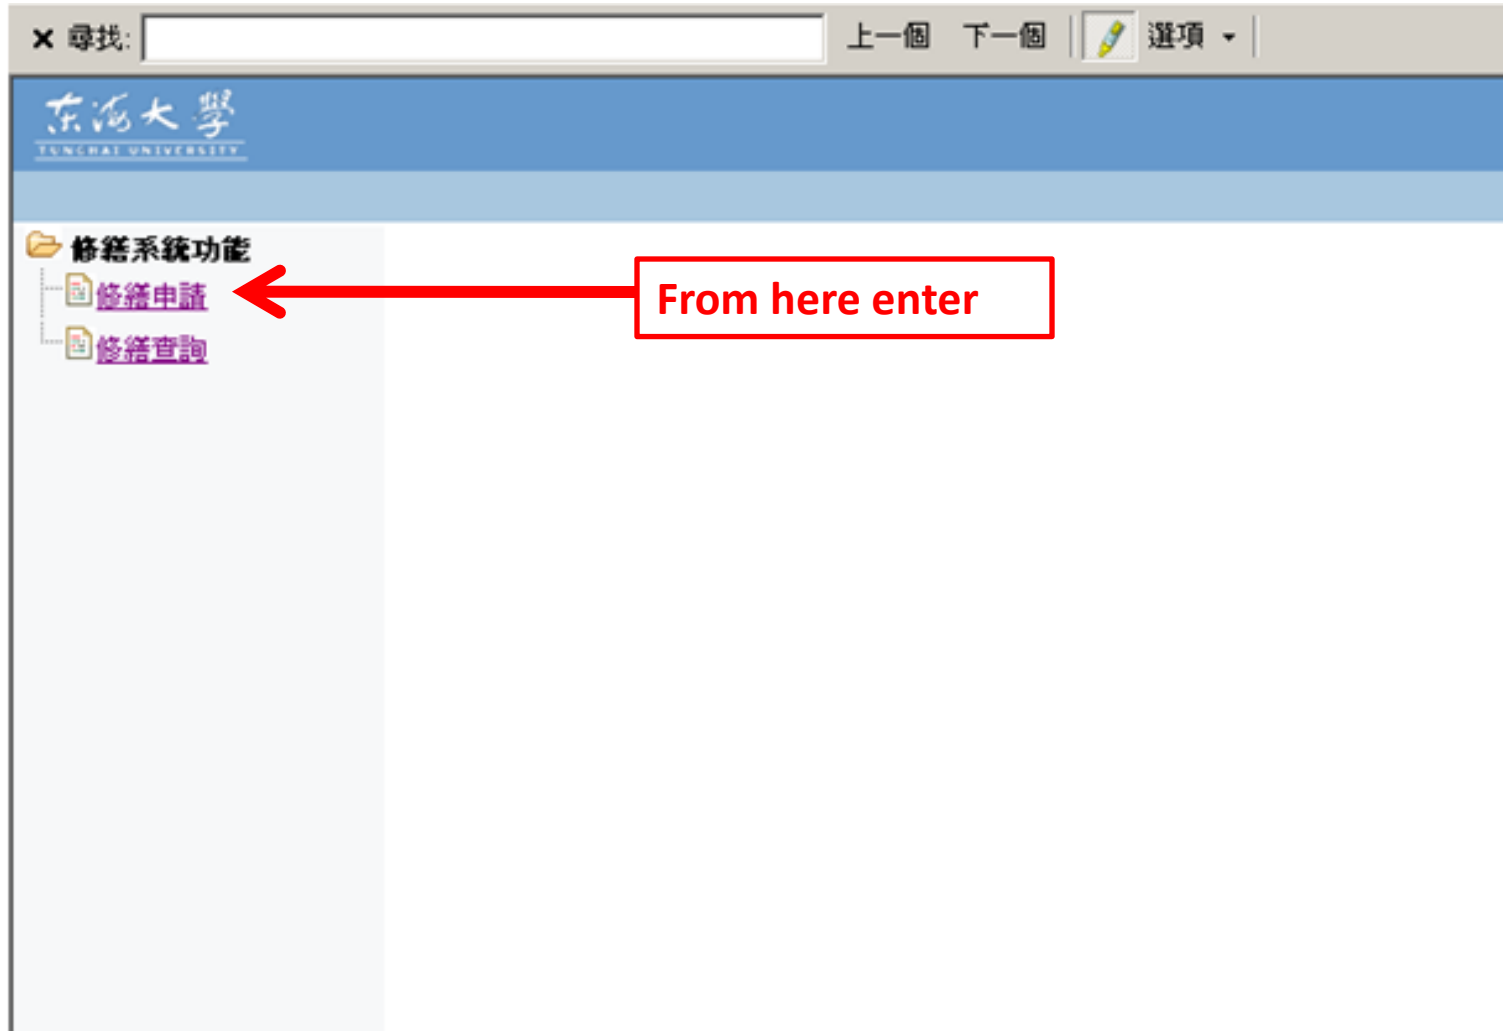 × 尋找: 上一個 下一個 選項
东海大學
TUNGHAI UNIVERSITY
修繕系統功能
修繕申請
From here enter
修繕查詢